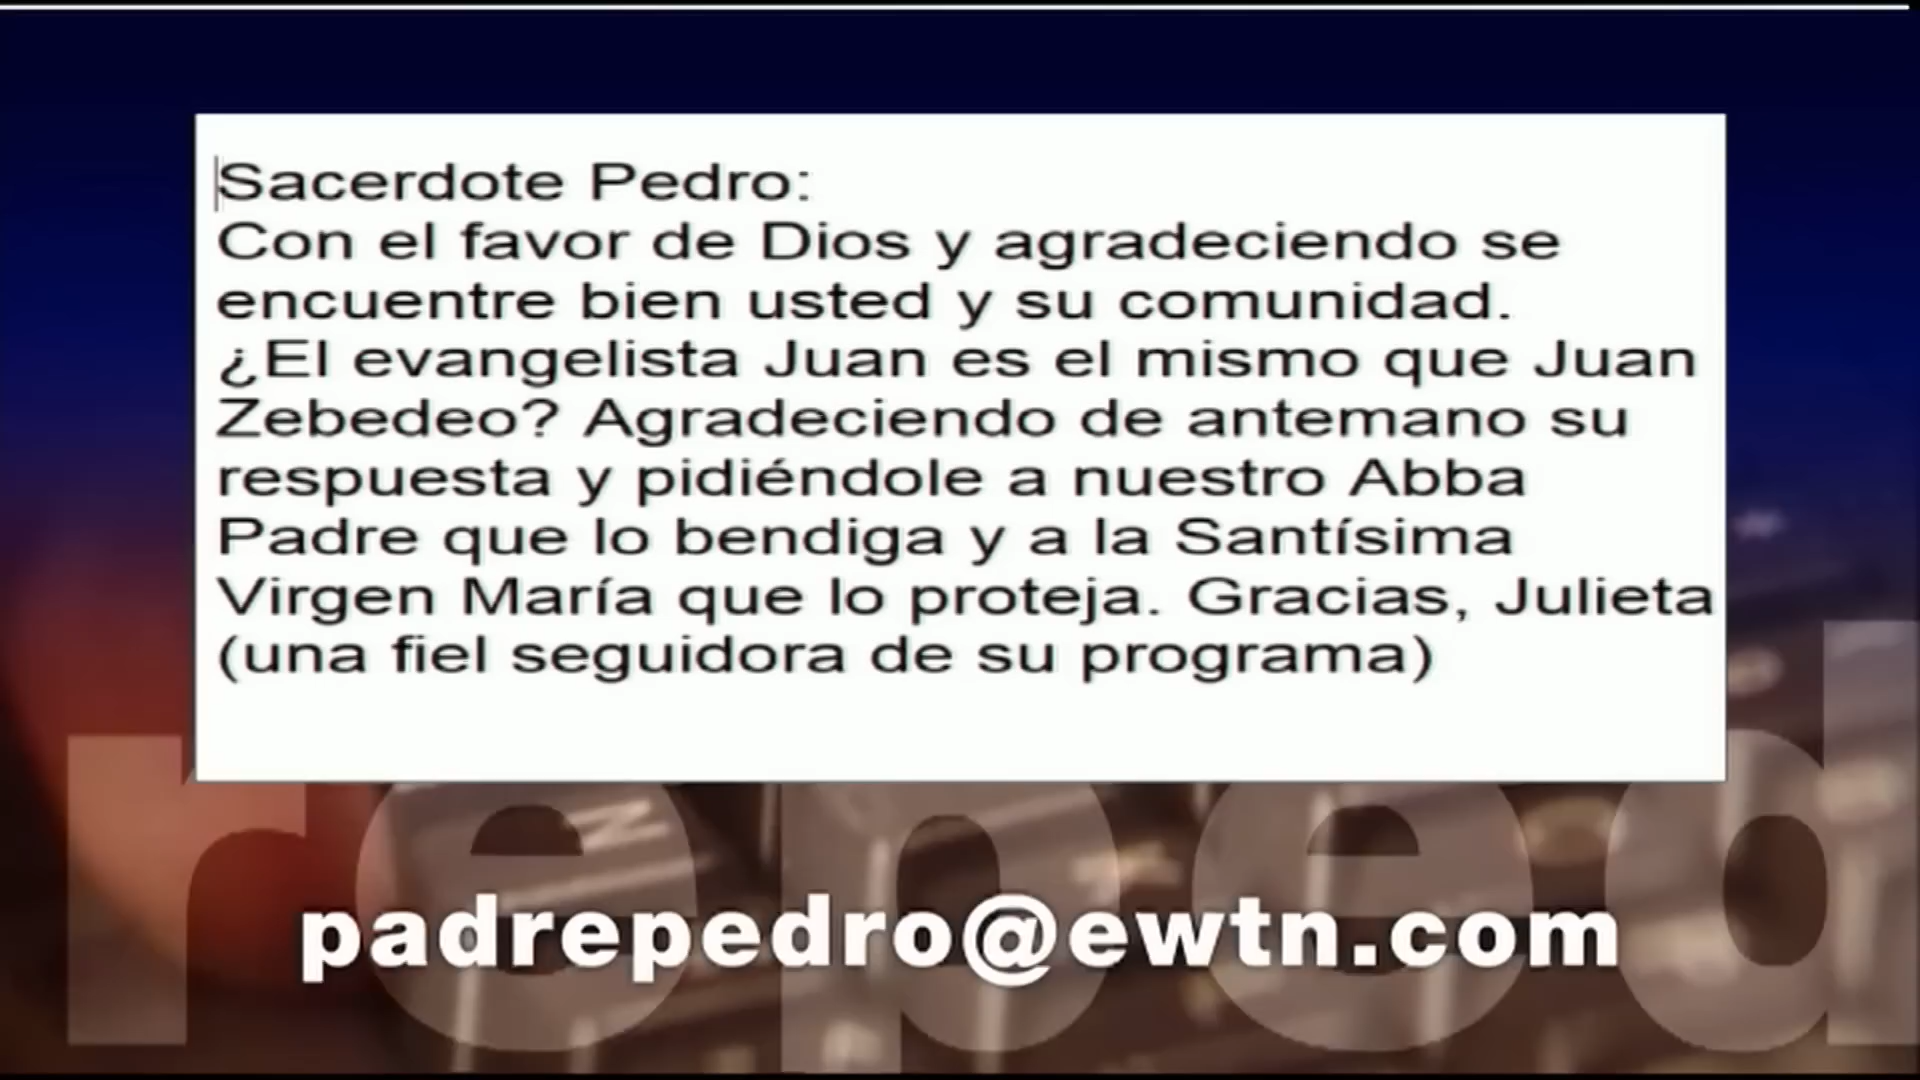 Sacerdote Pedro:
Con el favor de Dios y agradeciendo se
encuentre bien usted y su comunidad.
¿El evangelista Juan es el mismo que Juan
Zebedeo? Agradeciendo de antemano su
respuesta y pidiéndole a nuestro Abba
Padre que lo bendiga y a la Santísima
Virgen María que lo proteja. Gracias, Julieta
(una fiel seguidora de su programa)
reped
padrepedro@ewtn.com